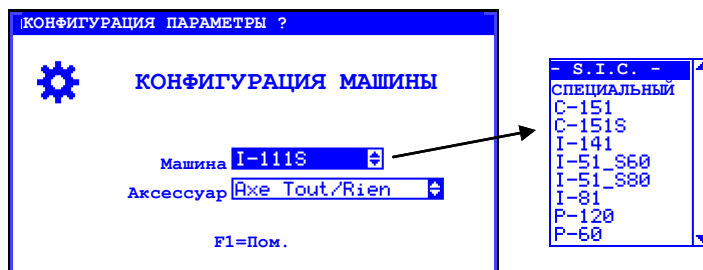 КОНФИГУРАЦИЯ ПАРАМЕТРЫ ?
КОНФИГУРАЦИЯ МАШИНЫ
Машина I-111S
Аксессуар Axe Tout/Rien
F1=Пом.
- S.I.C. -
СПЕЦИАЛЬНЫЙ
C-151
C-151S
I-141
I-51_S60
I-51_S80
I-81
P-120
P-60